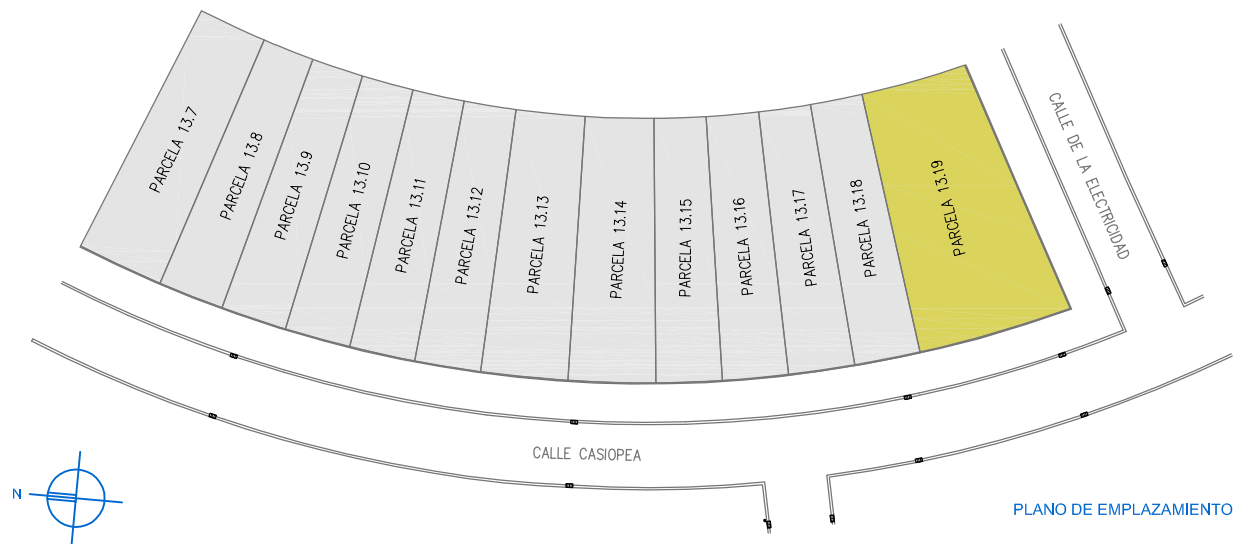 PARCELA 13.7
PARCELA 13.8
PARCELA 13.9
PARCELA 13.10
PARCELA 13.11
PARCELA 13.12
PARCELA 13.13
PARCELA 13.14
PARCELA 13.15
PARCELA 13.16
PARCELA 13.17
PARCELA 13.18
PARCELA 13.19
CALLE DE LA ELECTRICIDAD
CALLE CASIOPEA
N
PLANO DE EMPLAZAMIENTO